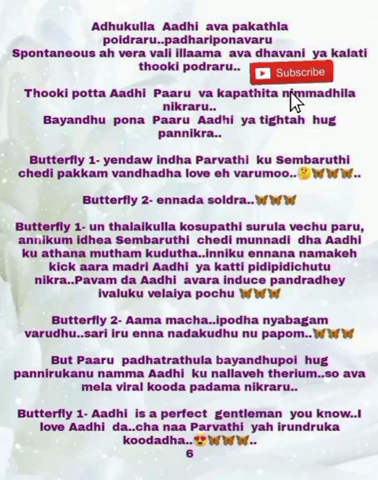 Adhukulla Aadhi ava pakathla
poidraru..padhariponavaru
Spontaneous ah vera vali illaama ava dhavani ya kalati
thooki podraru..
Subscribe
Thooki potta Aadhi Paaru va kapathita nimmadhila
nikraru..
Bayandhu pona Paaru Aadhi ya tightah hug
pannikra..
Butterfly 1- yendaw indha Parvathi ku Sembaruthi
chedi pakkam vandhadha love eh varumoo..🤔🦋🦋🦋..
Butterfly 2- ennada soldra..🦋🦋🦋
Butterfly 1- un thalaikulla kosupathi surula vechu paru,
annikum idhea Sembaruthi chedi munnadi dha Aadhi
ku athana mutham kudutha..inniku ennana namakeh
kick aara madri Aadhi ya katti pidipidichutu
nikra..Pavam da Aadhi avara induce pandradhey
ivaluku velaiya pochu 🦋🦋🦋
Butterfly 2- Aama macha..ipodha nyabagam
varudhu..sari iru enna nadakudhu nu papom..🦋🦋🦋
But Paaru padhatrathula bayandhupoi hug
pannirukanu namma Aadhi ku nallaveh therium..so ava
mela viral kooda padama nikraru..
Butterfly 1- Aadhi is a perfect gentleman you know..I
love Aadhi da..cha naa Parvathi yah irundruka
koodadha..😍🦋🦋🦋..
6